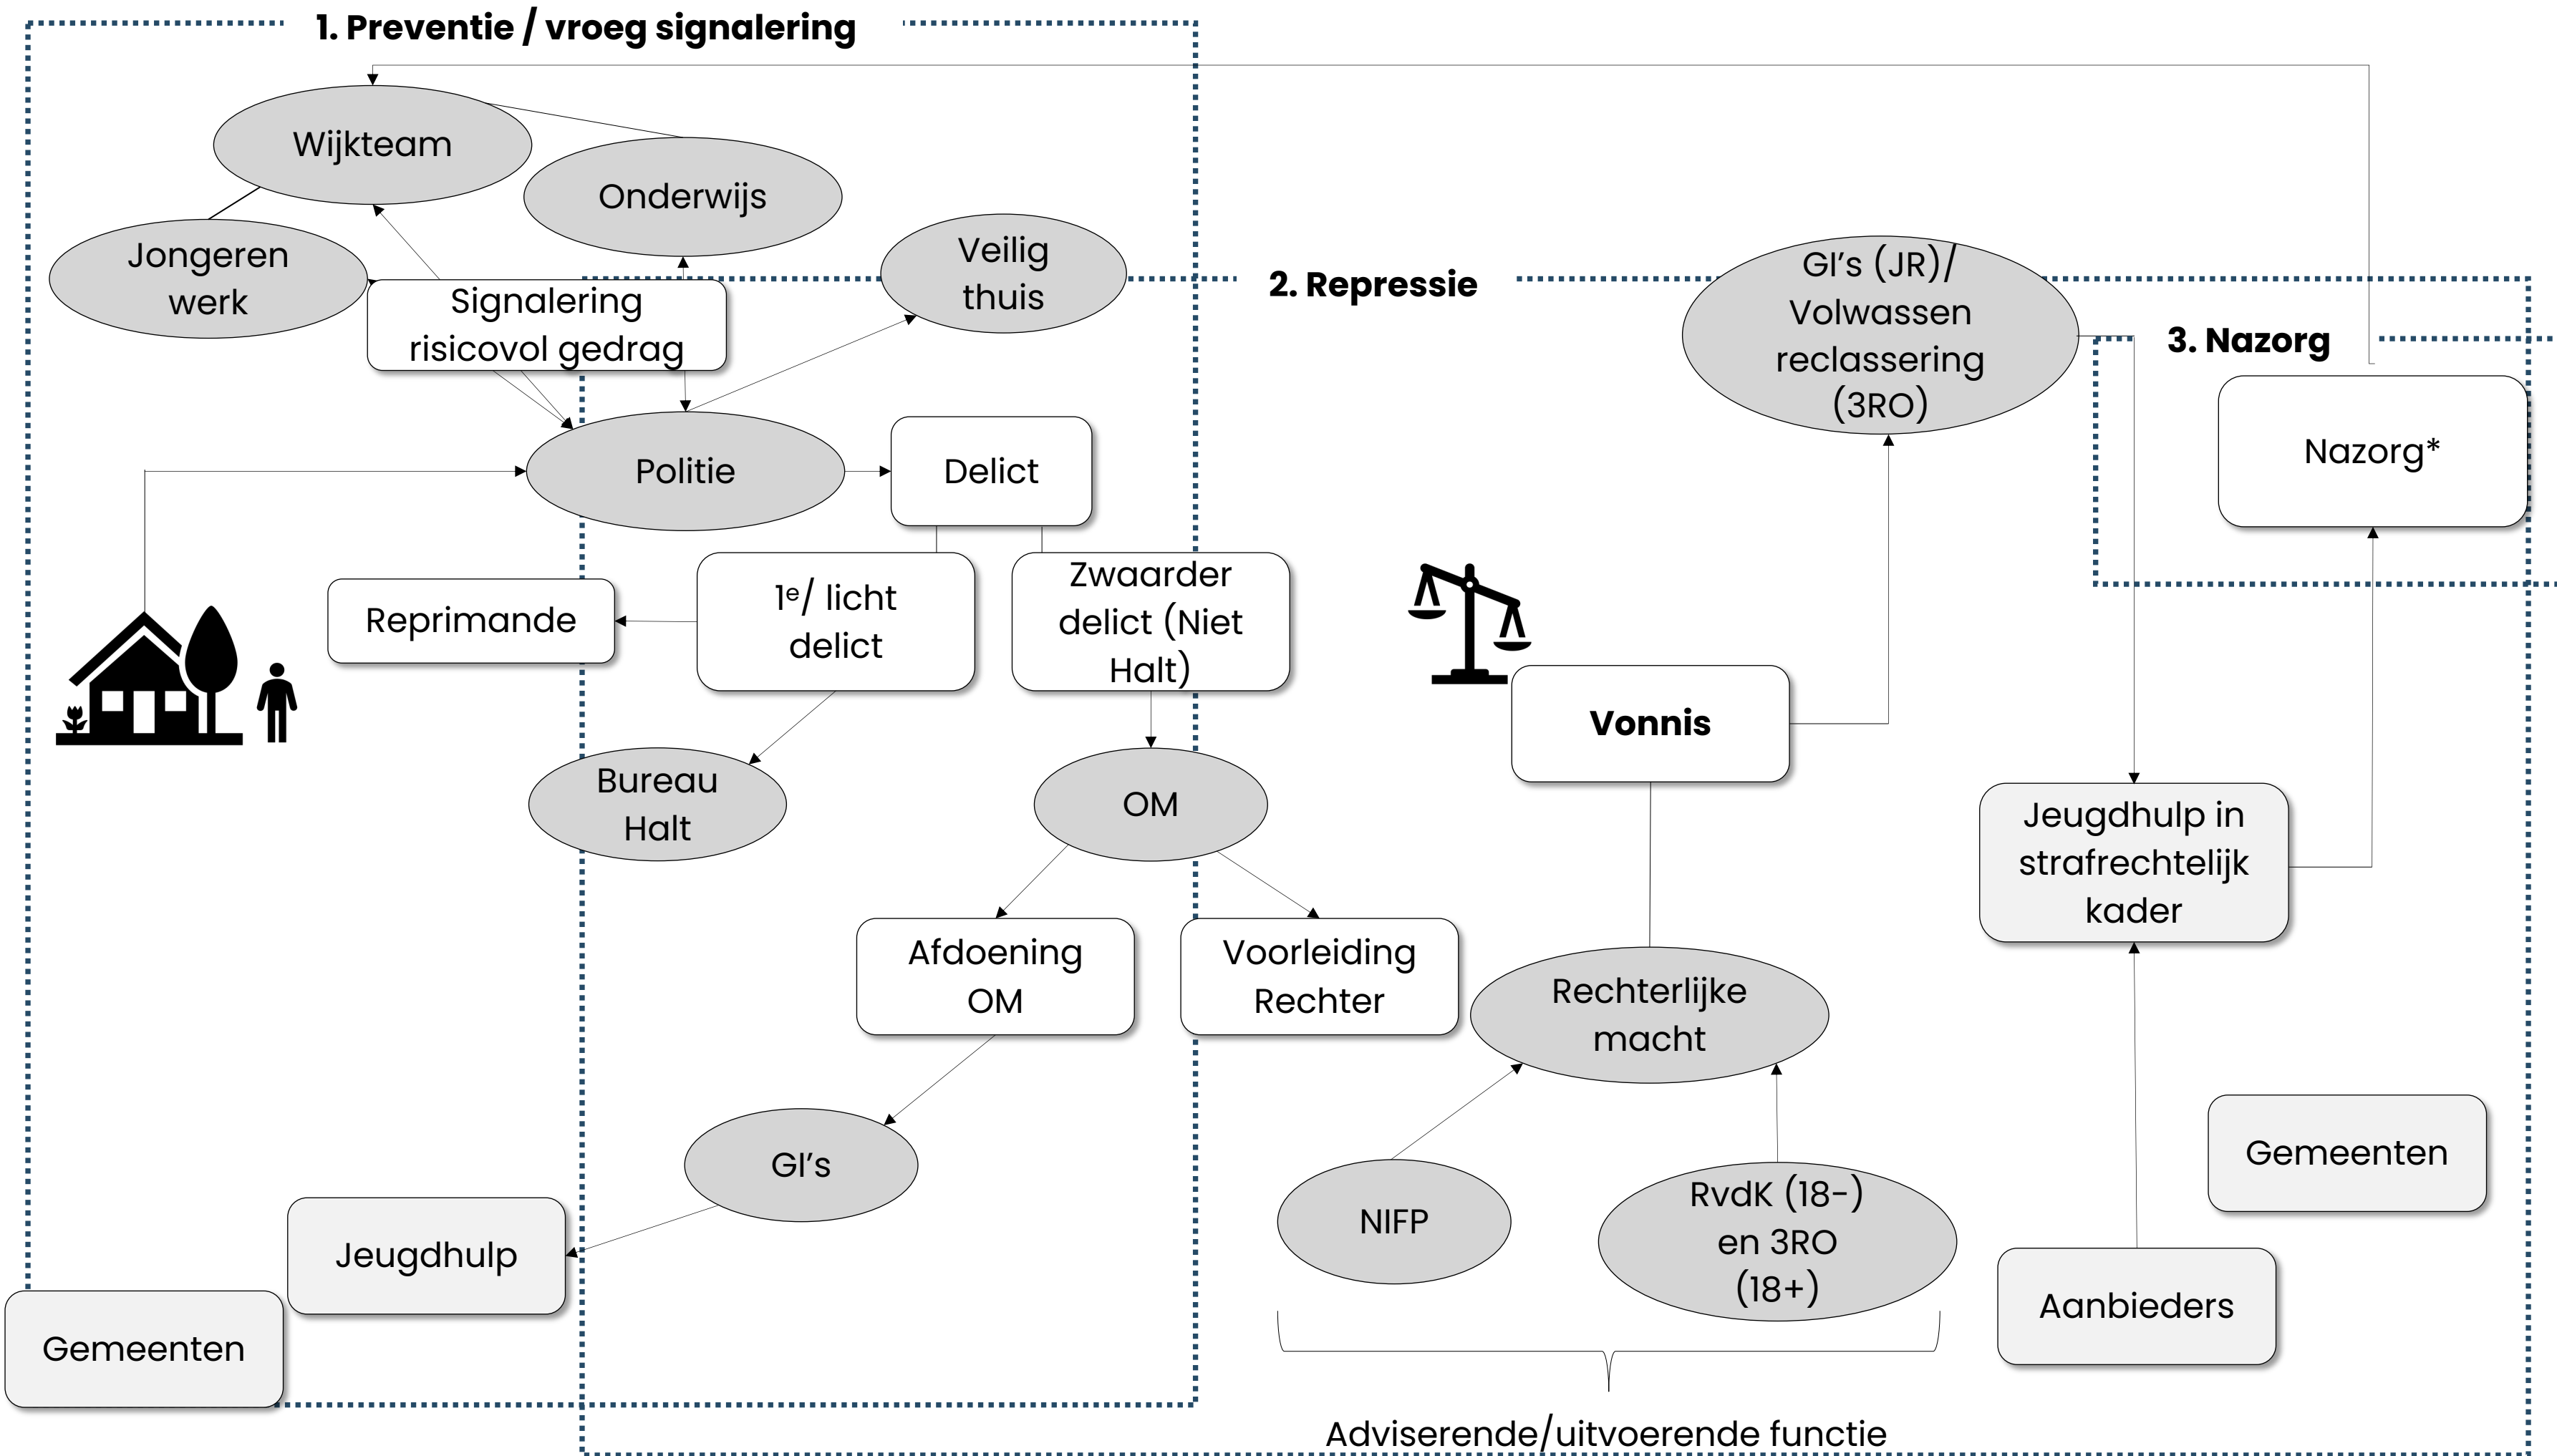 1. Preventie / vroeg signalering
Wijkteam
Onderwijs
Jongeren
werk
Veilig
thuis
Signalering
risicovol gedrag
2. Repressie
GI's (JR)/
Volwassen
reclassering
(3RO)
3. Nazorg
Nazorg*
Politie
Delict
Reprimande
1e/ licht
delict
Zwaarder
delict (Niet
Halt)
Vonnis
Bureau
Halt
OM
Jeugdhulp in
strafrechtelijk
kader
Afdoening
OM
Voorleiding
Rechter
Rechterlijke
macht
GI's
NIFP
RvdK (18-)
en 3RO
(18+)
Gemeenten
Jeugdhulp
Aanbieders
Gemeenten
Adviserende/uitvoerende functie